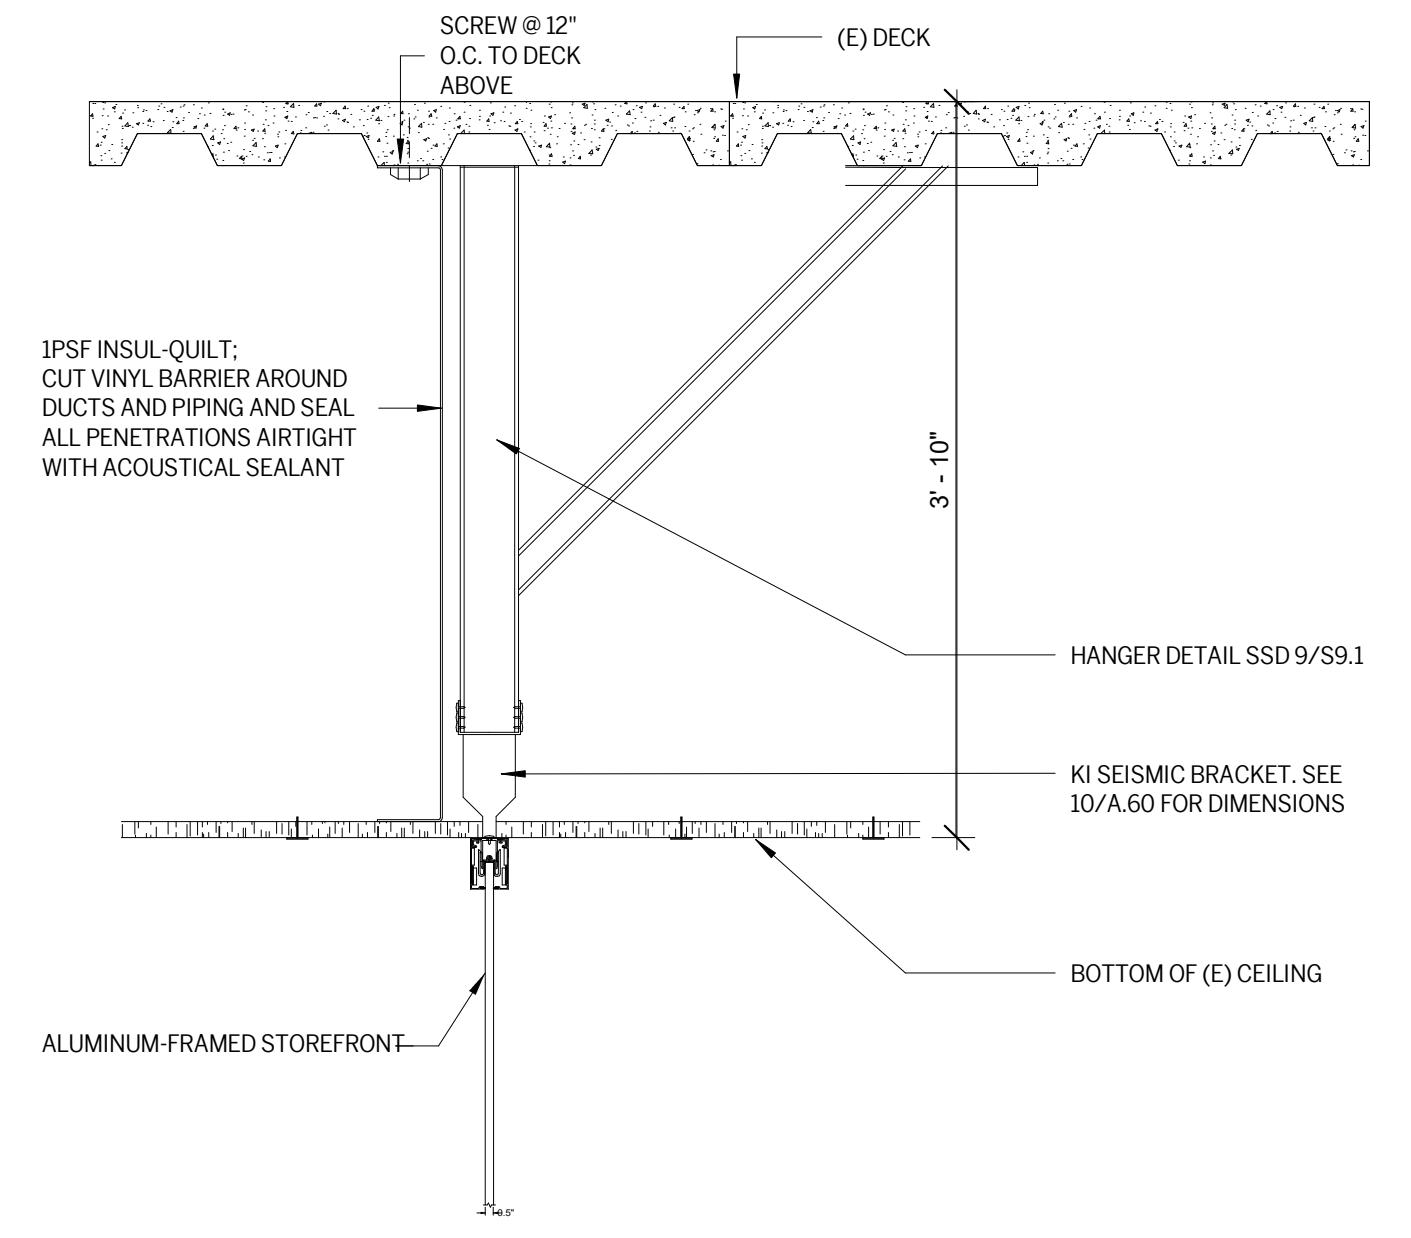 SCREW @ 12"
O.C. TO DECK
ABOVE
(E) DECK
1PSF INSUL-QUILT;
CUT VINYL BARRIER AROUND
DUCTS AND PIPING AND SEAL
ALL PENETRATIONS AIRTIGHT
WITH ACOUSTICAL SEALANT
3' - 10"
HANGER DETAIL SSD 9/S9.1
KI SEISMIC BRACKET. SEE
10/A.60 FOR DIMENSIONS
BOTTOM OF (E) CEILING
ALUMINUM-FRAMED STOREFRONT
0.5"